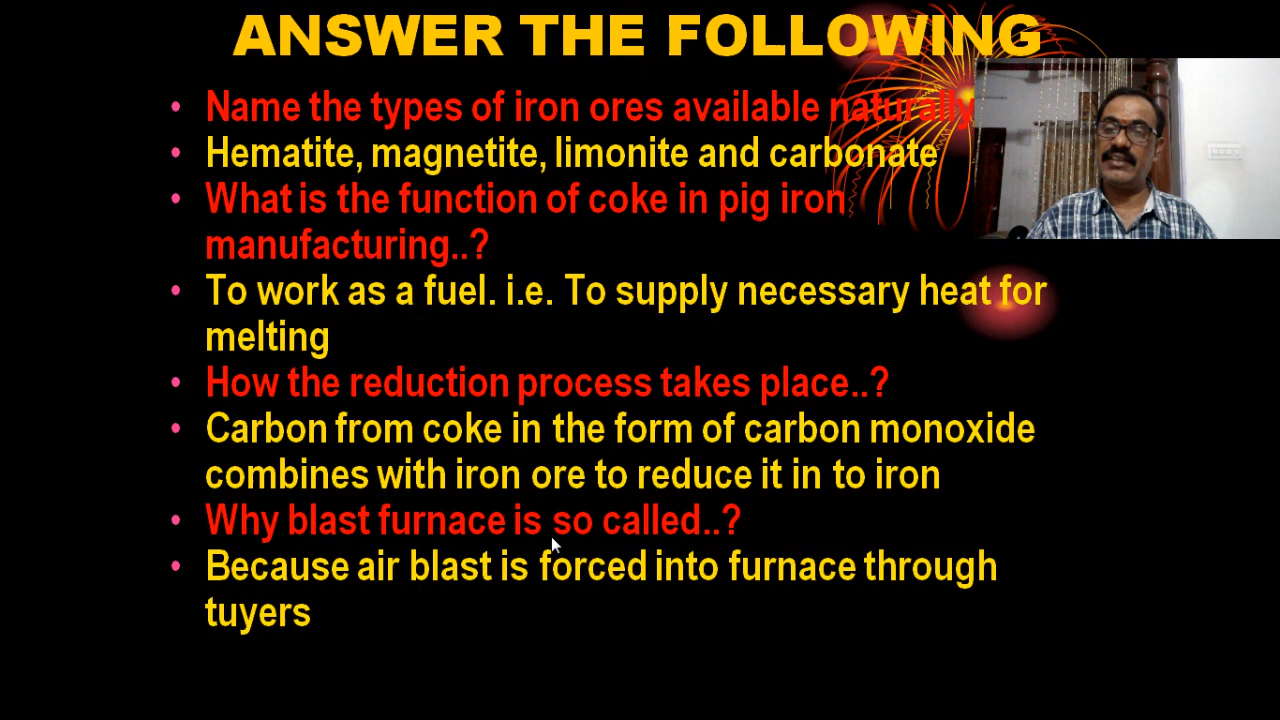 ANSWER THE FOLLOWING
• Name the types of iron ores available naturally
• Hematite, magnetite, limonite and carbonate
• What is the function of coke in pig iron
manufacturing..?
• To work as a fuel. i.e. To supply necessary heat for
melting
• How the reduction process takes place..?
• Carbon from coke in the form of carbon monoxide
combines with iron ore to reduce it in to iron
• Why blast furnace is so called..?
• Because air blast is forced into furnace through
tuyers